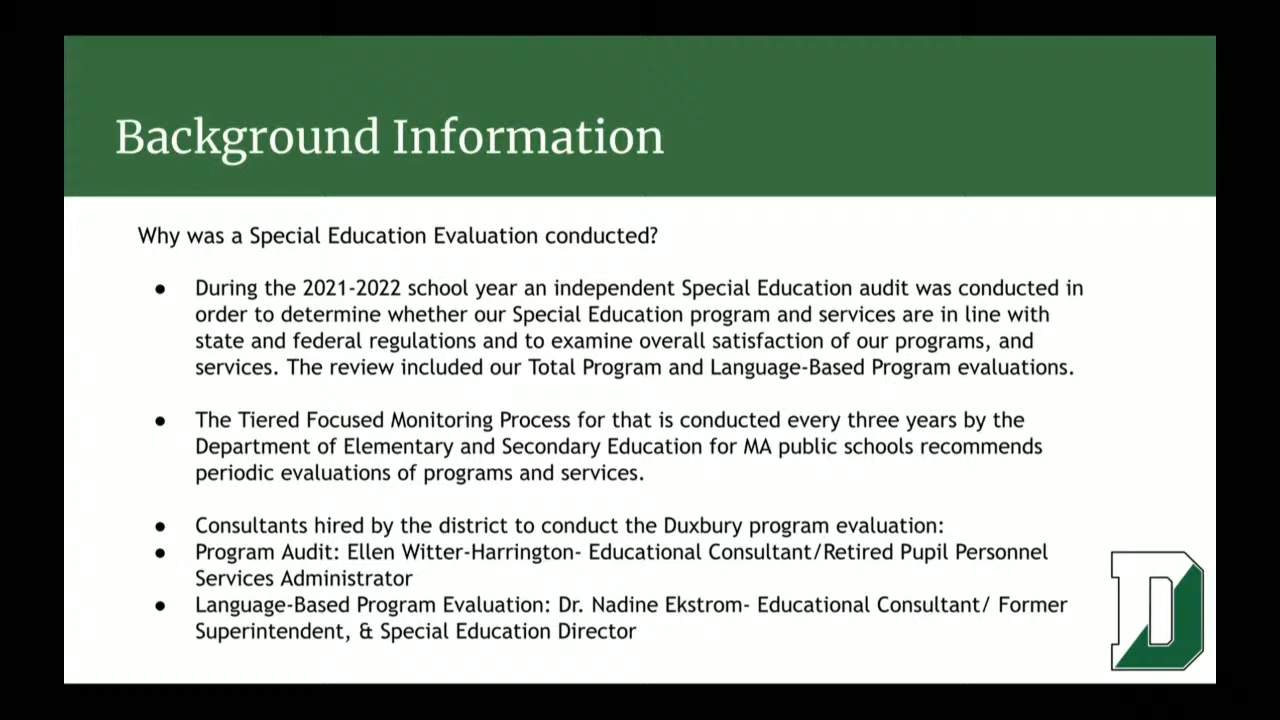 Background Information
Why was a Special Education Evaluation conducted?
● During the 2021-2022 school year an independent Special Education audit was conducted in
order to determine whether our Special Education program and services are in line with
state and federal regulations and to examine overall satisfaction of our programs, and
services. The review included our Total Program and Language-Based Program evaluations.
● The Tiered Focused Monitoring Process for that is conducted every three years by the
Department of Elementary and Secondary Education for MA public schools recommends
periodic evaluations of programs and services.
● Consultants hired by the district to conduct the Duxbury program evaluation:
● Program Audit: Ellen Witter-Harrington- Educational Consultant/Retired Pupil Personnel
Services Administrator
● Language-Based Program Evaluation: Dr. Nadine Ekstrom- Educational Consultant/ Former
Superintendent, & Special Education Director
D